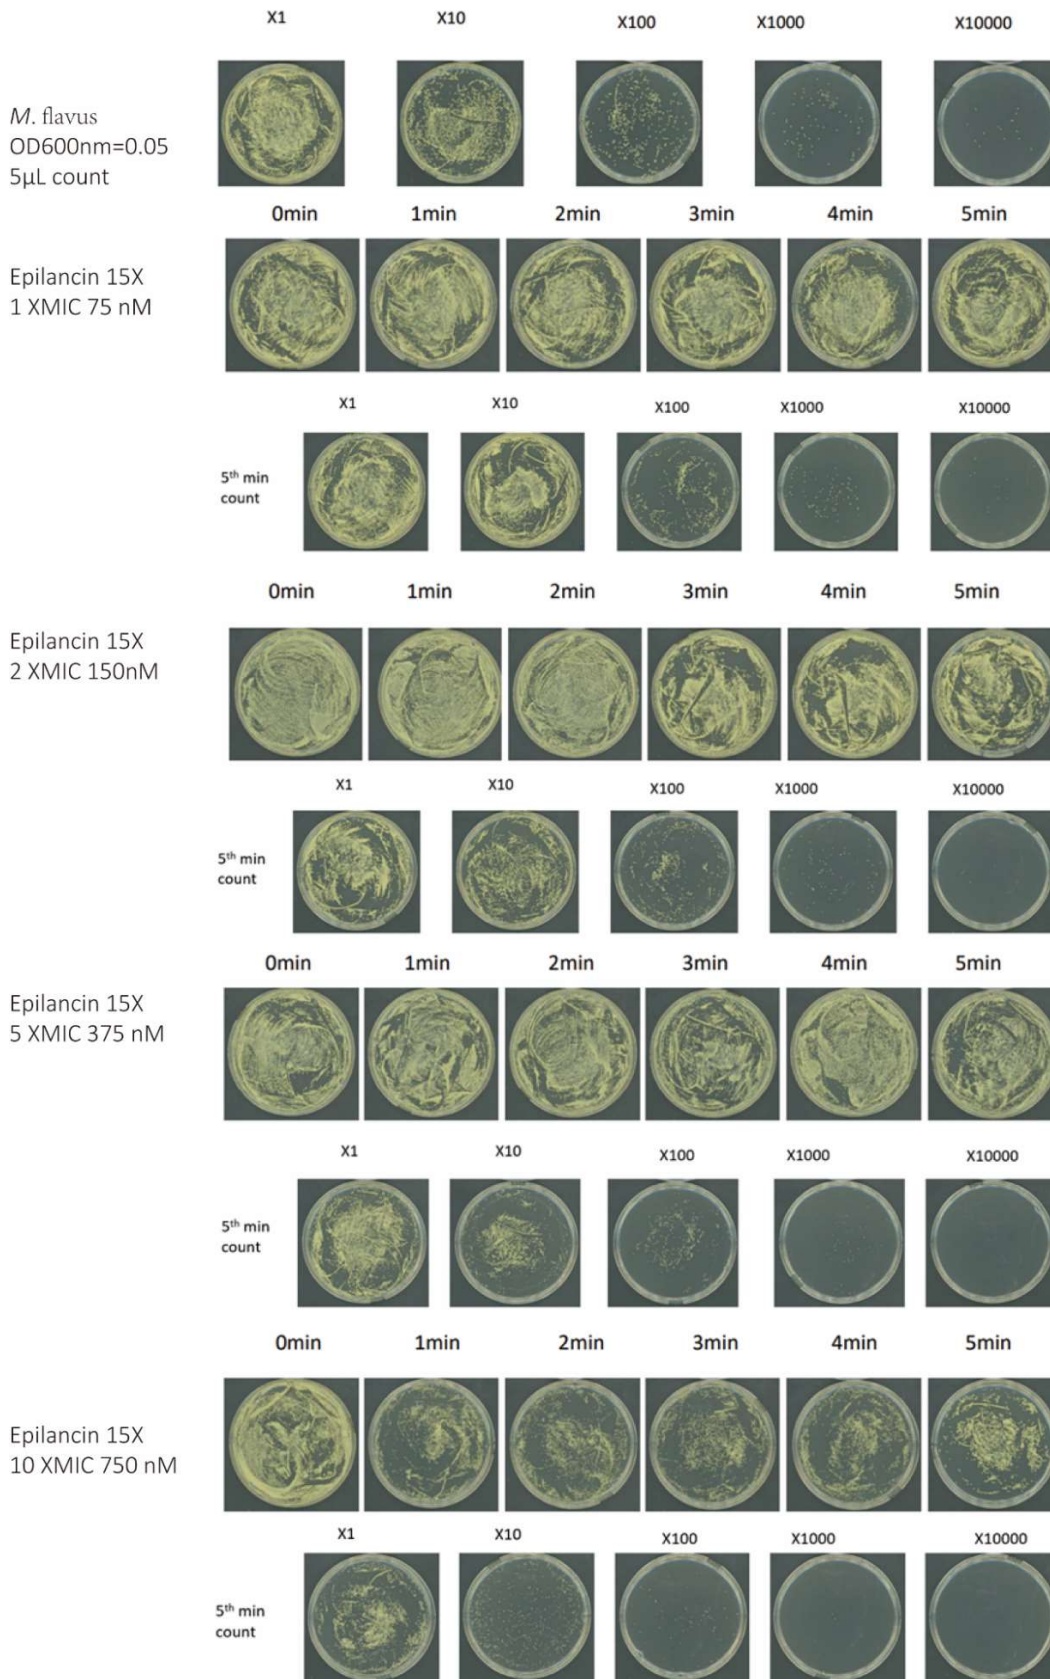 X1 X10 X100 X1000 X10000
M. flavus
OD600nm=0.05
5µL count
0min 1min 2min 3min 4min 5min
Epilancin 15X
1 XMIC 75 nM
X1 X10 X100 X1000 X10000
5th min
count
0min 1min 2min 3min 4min 5min
Epilancin 15X
2 XMIC 150nM
X1 X10 X100 X1000 X10000
5th min
count
0min 1min 2min 3min 4min 5min
Epilancin 15X
5 XMIC 375 nM
X1 X10 X100 X1000 X10000
5th min
count
0min 1min 2min 3min 4min 5min
Epilancin 15X
10 XMIC 750 nM
X1 X10 X100 X1000 X10000
5th min
count